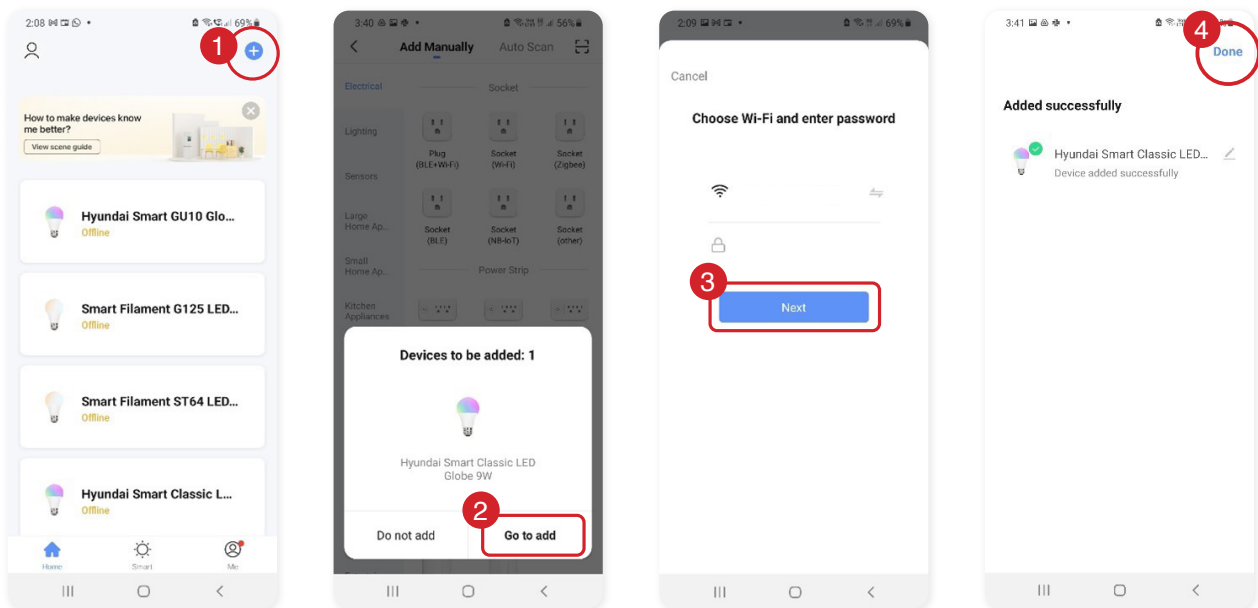 2:08
69%
1
How to make devices know
me better?
View scene guide
Hyundai Smart GU10 Glo...
Offline
Smart Filament G125 LED...
Offline
Smart Filament ST64 LED...
Offline
Hyundai Smart Classic L...
Offline
Home
Smart
Me
3:40
56%
Add Manually
Auto Scan
Electrical
Socket
Lighting
Plug
(BLE+Wi-Fi)
Socket
(Wi-Fi)
Socket
(Zigbee)
Sensors
Large
Home Ap...
Socket
(BLE)
Socket
(NB-IoT)
Socket
(other)
Small
Home Ap...
Power Strip
Kitchen
Appliances
Devices to be added: 1
Hyundai Smart Classic LED
Globe 9W
2
Do not add
Go to add
2:09
69%
Cancel
Choose Wi-Fi and enter password
3
Next
3:41
4
Done
Added successfully
Hyundai Smart Classic LED...
Device added successfully